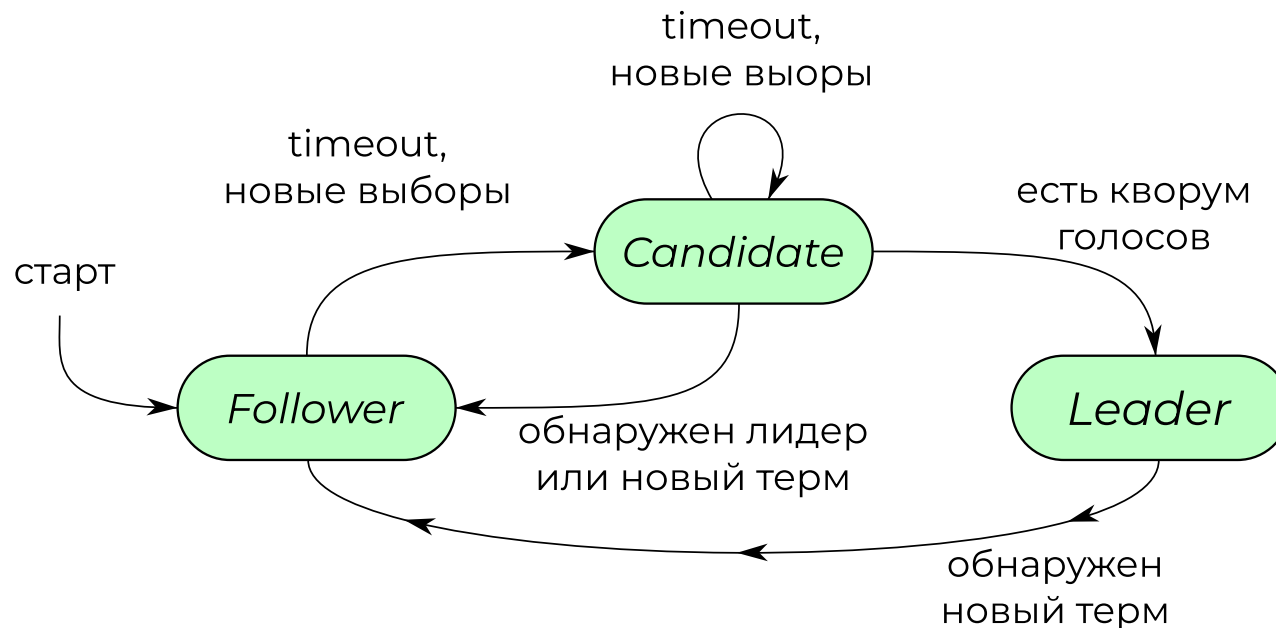 timeout,
новые выоры
timeout,
новые выборы
есть кворум
голосов
Candidate
старт
Follower
Leader
обнаружен лидер
или новый терм
обнаружен
новый терм